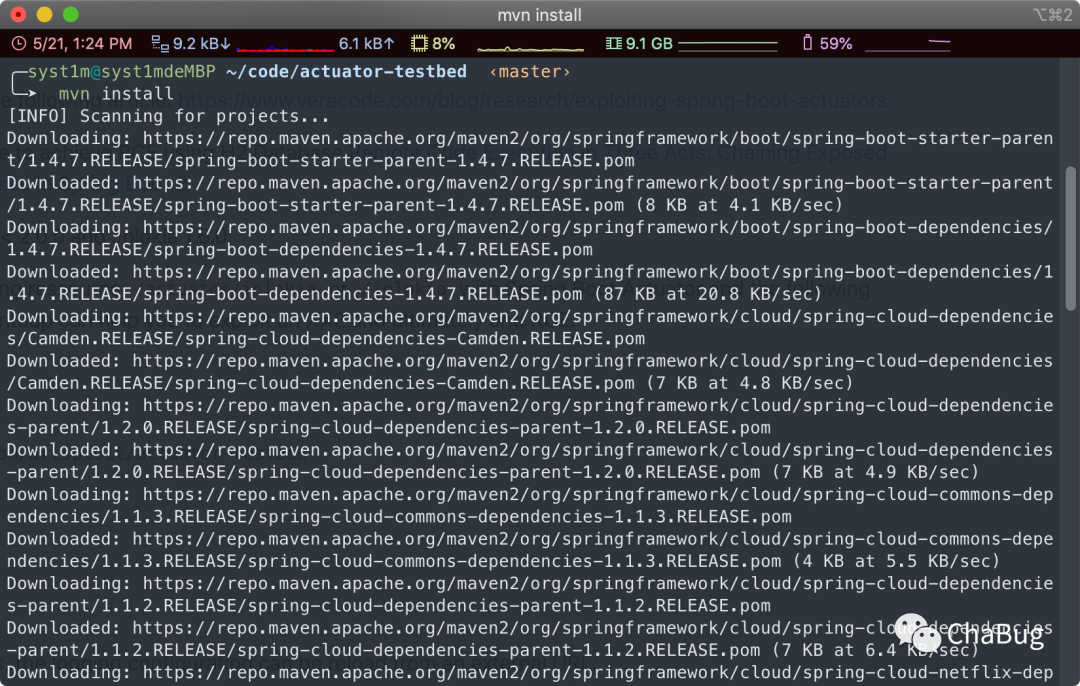 mvn install
⌥⌘2
5/21, 1:24 PM 9.2 kB↓ 6.1 kB↑ 8% 9.1 GB 59%
syst1m@syst1mdeMBP ~/code/actuator-testbed ‹master›
mvn install
[INFO] Scanning for projects...
Downloading: https://repo.maven.apache.org/maven2/org/springframework/boot/spring-boot-starter-paren
t/1.4.7.RELEASE/spring-boot-starter-parent-1.4.7.RELEASE.pom
Downloaded: https://repo.maven.apache.org/maven2/org/springframework/boot/spring-boot-starter-parent
/1.4.7.RELEASE/spring-boot-starter-parent-1.4.7.RELEASE.pom (8 KB at 4.1 KB/sec)
Downloading: https://repo.maven.apache.org/maven2/org/springframework/boot/spring-boot-dependencies/
1.4.7.RELEASE/spring-boot-dependencies-1.4.7.RELEASE.pom
Downloaded: https://repo.maven.apache.org/maven2/org/springframework/boot/spring-boot-dependencies/1
.4.7.RELEASE/spring-boot-dependencies-1.4.7.RELEASE.pom (87 KB at 20.8 KB/sec)
Downloading: https://repo.maven.apache.org/maven2/org/springframework/cloud/spring-cloud-dependencie
s/Camden.RELEASE/spring-cloud-dependencies-Camden.RELEASE.pom
Downloaded: https://repo.maven.apache.org/maven2/org/springframework/cloud/spring-cloud-dependencies
/Camden.RELEASE/spring-cloud-dependencies-Camden.RELEASE.pom (7 KB at 4.8 KB/sec)
Downloading: https://repo.maven.apache.org/maven2/org/springframework/cloud/spring-cloud-dependencie
s-parent/1.2.0.RELEASE/spring-cloud-dependencies-parent-1.2.0.RELEASE.pom
Downloaded: https://repo.maven.apache.org/maven2/org/springframework/cloud/spring-cloud-dependencies
-parent/1.2.0.RELEASE/spring-cloud-dependencies-parent-1.2.0.RELEASE.pom (7 KB at 4.9 KB/sec)
Downloading: https://repo.maven.apache.org/maven2/org/springframework/cloud/spring-cloud-commons-dep
endencies/1.1.3.RELEASE/spring-cloud-commons-dependencies-1.1.3.RELEASE.pom
Downloaded: https://repo.maven.apache.org/maven2/org/springframework/cloud/spring-cloud-commons-depe
ndencies/1.1.3.RELEASE/spring-cloud-commons-dependencies-1.1.3.RELEASE.pom (4 KB at 5.5 KB/sec)
Downloading: https://repo.maven.apache.org/maven2/org/springframework/cloud/spring-cloud-dependencie
s-parent/1.1.2.RELEASE/spring-cloud-dependencies-parent-1.1.2.RELEASE.pom
Downloaded: https://repo.maven.apache.org/maven2/org/springframework/cloud/spring-cloud-dependencies
-parent/1.1.2.RELEASE/spring-cloud-dependencies-parent-1.1.2.RELEASE.pom (7 KB at 6.4 KB/sec)
Downloading: https://repo.maven.apache.org/maven2/org/springframework/cloud/spring-cloud-netflix-dep
ChaBug